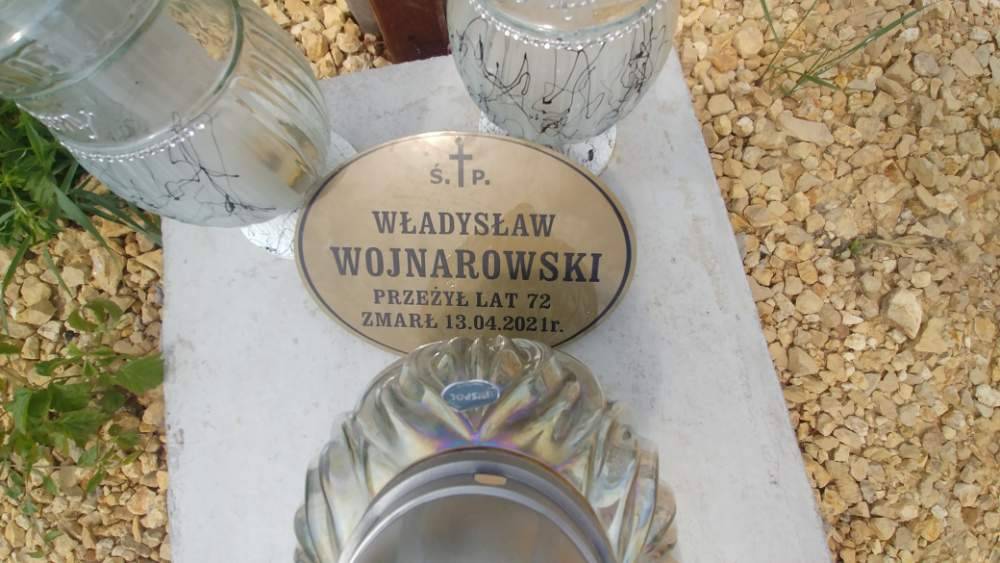 Ś. P.
WŁADYSŁAW
WOJNAROWSKI
PRZEŻYŁ LAT 72
ZMARŁ 13.04.2021r.